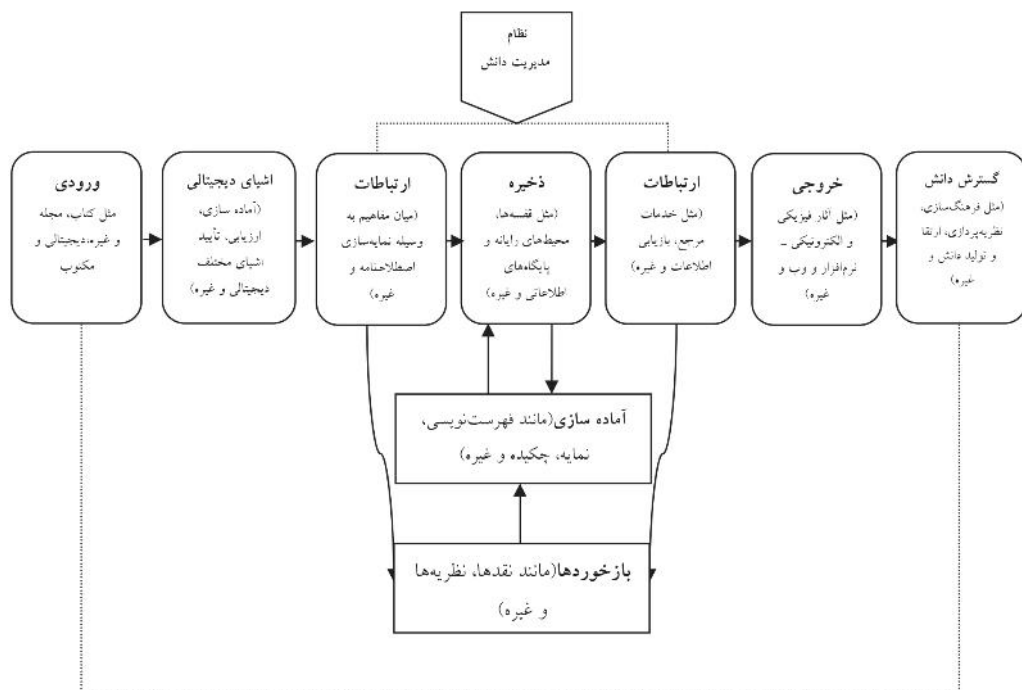 نظام
مدیریت دانش
ورودی
مثل کتاب، مجله
و غیره،دیجیتالی و
مکتوب
اشیای دیجیتالی
(آماده سازی،
ارزیابی، تأیید
اشیای مختلف
دیجیتالی و غیره)
ارتباطات
(میان مفاهیم به
وسیله نمایه‌سازی
اصطلاحنامه و
غیره)
ذخیره
(مثل قفسه‌ها،
محیط‌های رایانه و
پایگاه‌های
اطلاعاتی و غیره)
ارتباطات
(مثل خدمات
مرجع، بازیابی
اطلاعات و غیره)
خروجی
(مثل آثار فیزیکی
و الکترونیکی –
نرم‌افزار و وب و
غیره)
گسترش دانش
(مثل فرهنگ‌سازی،
نظریه‌پردازی، ارتقا
و تولید دانش و
غیره)
آماده سازی(مانند فهرست‌نویسی،
نمایه، چکیده و غیره)
بازخوردها(مانند نقدها، نظریه‌ها
و غیره)